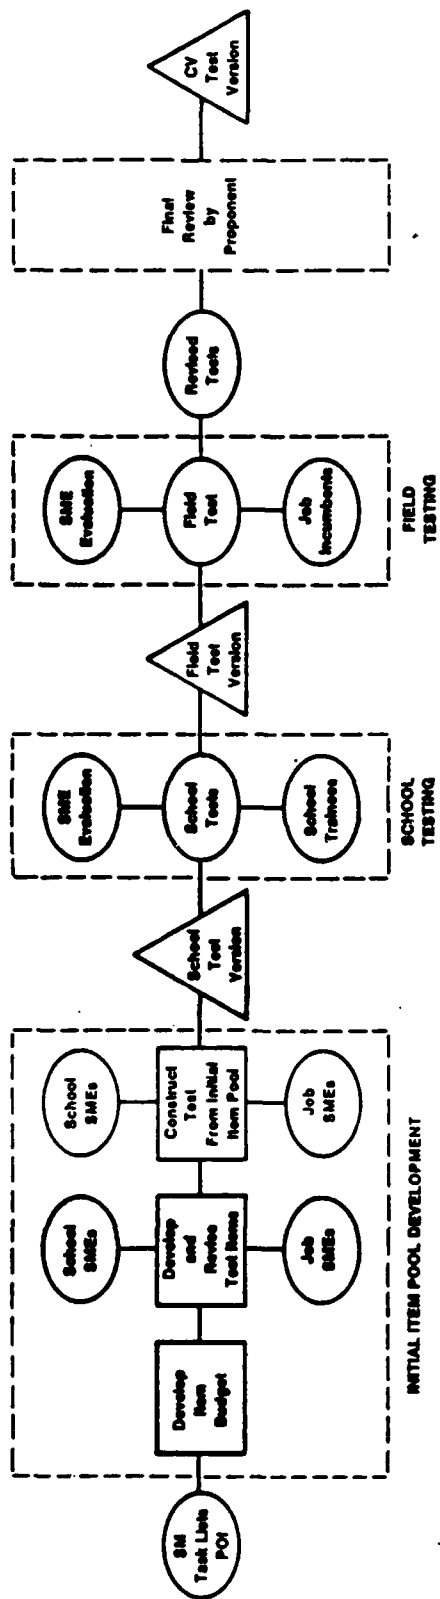 SM
Task Lists
POI
Develop
Item
Budget
School
SMEs
Develop
and
Revise
Test Items
Job
SMEs
School
SMEs
Construct
Test
From Initial
Item Pool
Job
SMEs
INITIAL ITEM POOL DEVELOPMENT
School
Test
Version
SME
Evaluation
School
Tests
School
Trainees
SCHOOL
TESTING
Field
Test
Version
SME
Evaluation
Field
Test
Job
Incumbents
FIELD
TESTING
Revised
Tests
Final
Review
by
Proponent
CV
Test
Version